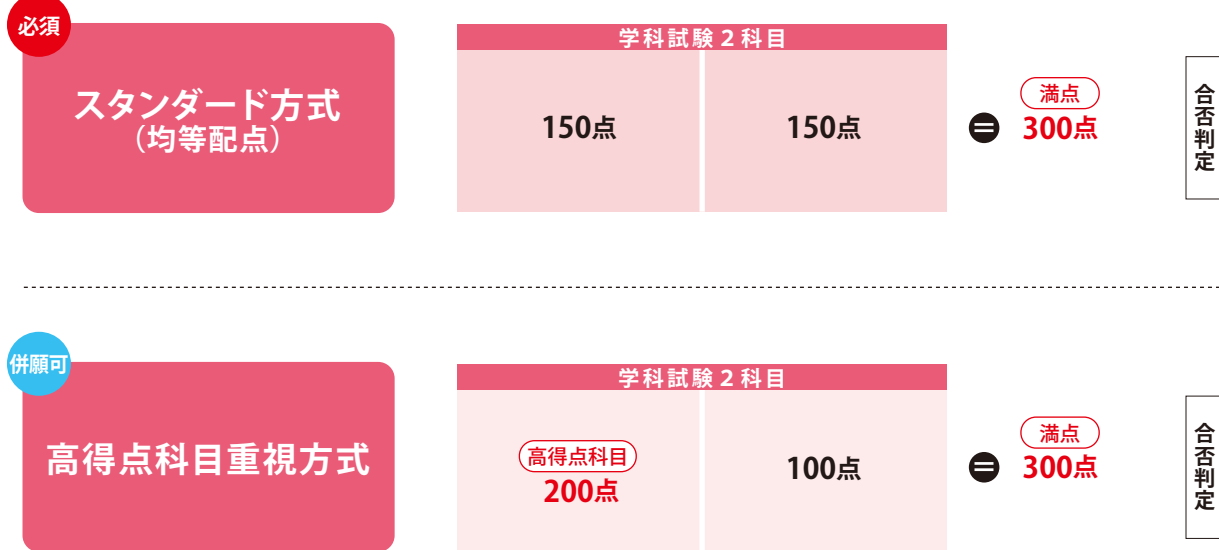 必須
スタンダード方式
（均等配点）
学科試験２科目
150点
150点
＝
満点
300点
合否判定
併願可
高得点科目重視方式
学科試験２科目
高得点科目
200点
100点
＝
満点
300点
合否判定